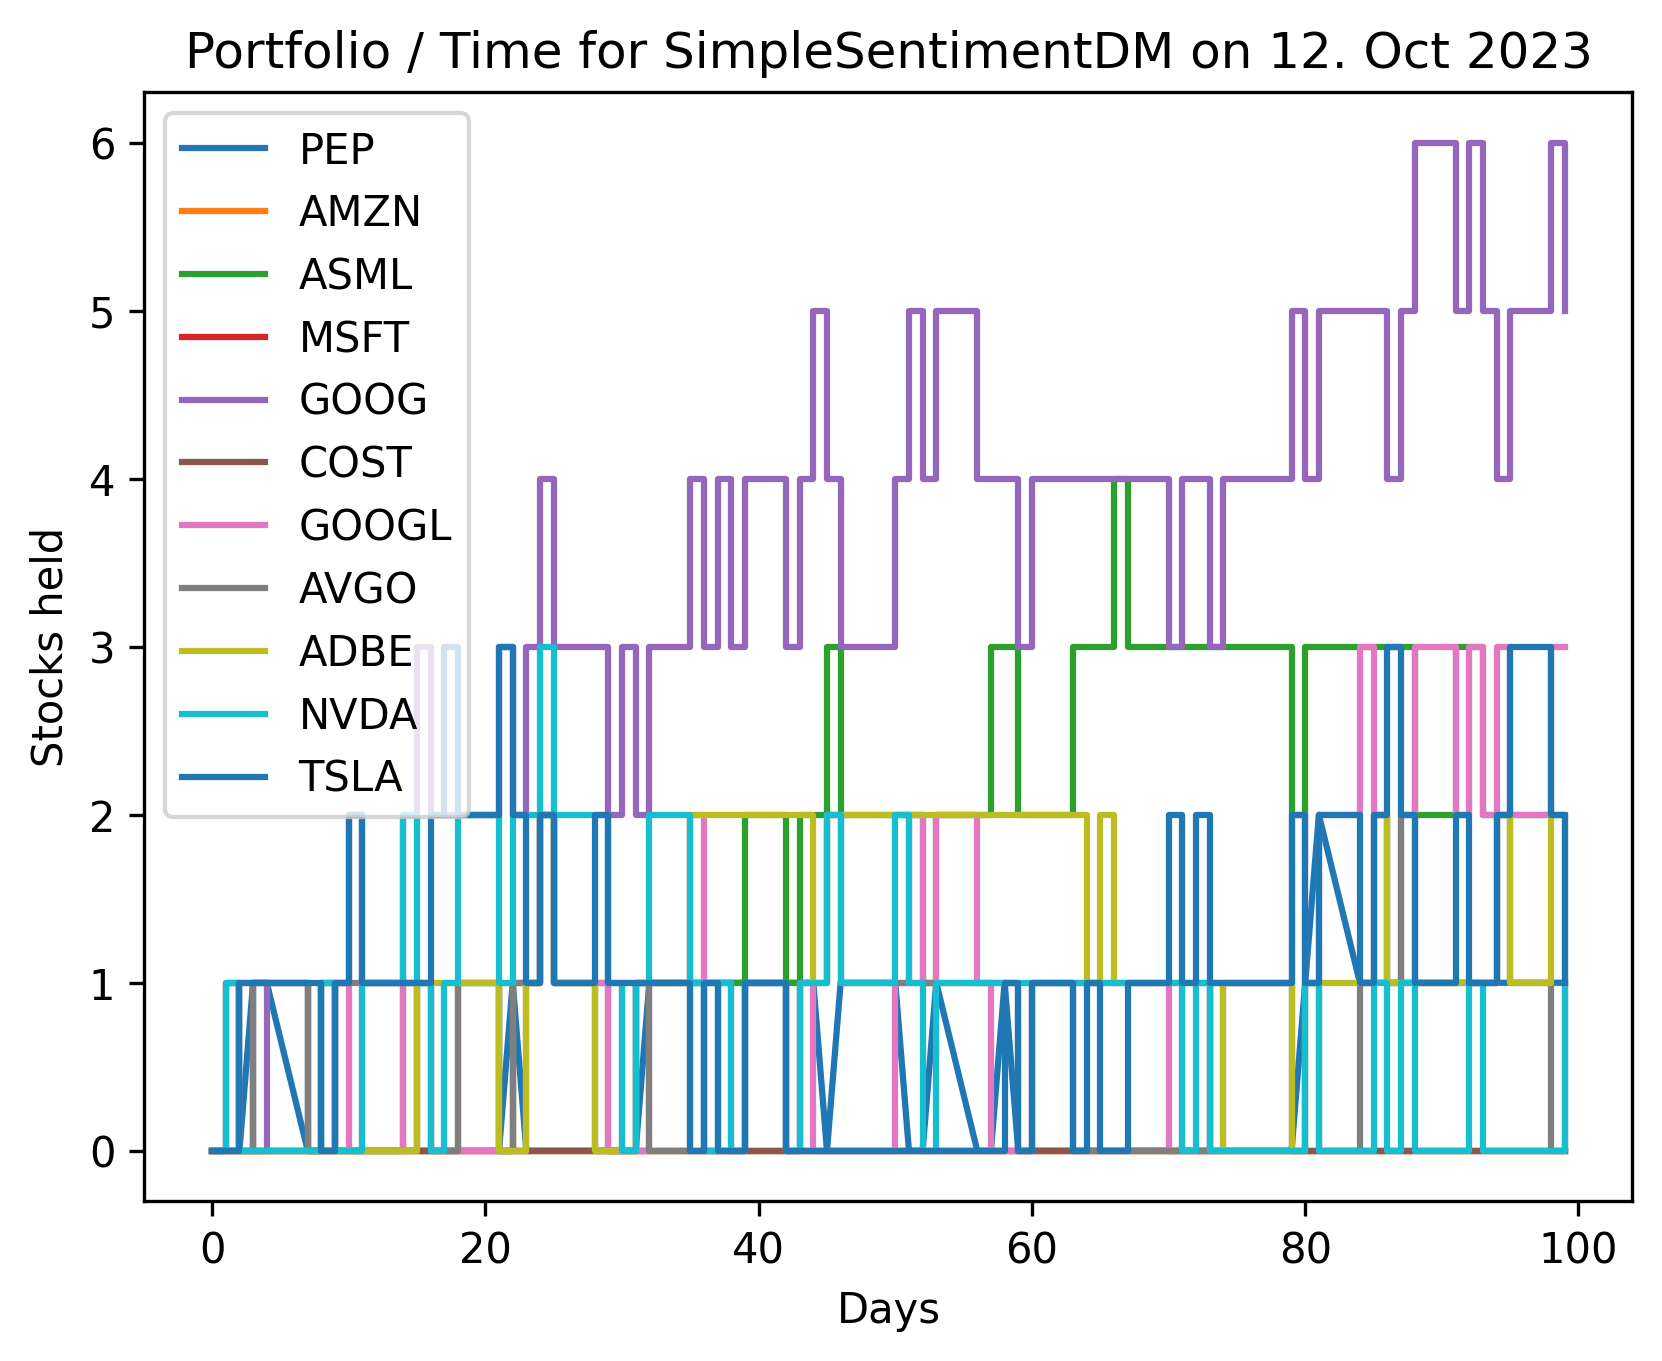 Portfolio / Time for SimpleSentimentDM on 12. Oct 2023
PEP
AMZN
ASML
MSFT
GOOG
COST
GOOGL
AVGO
ADBE
NVDA
TSLA
Stocks held
6
5
4
3
2
1
0
0 20 40 60 80 100
Days